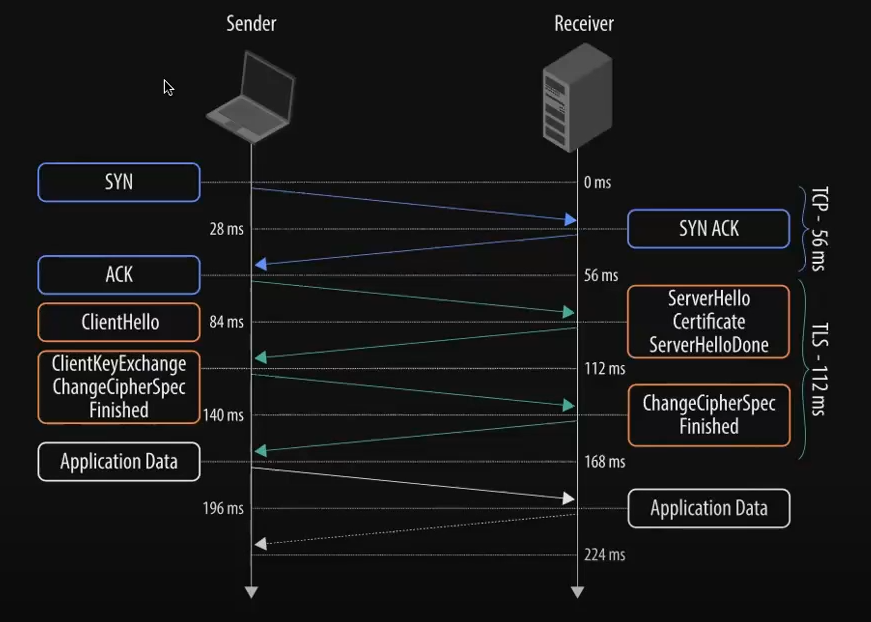 Sender
Receiver
SYN
0 ms
28 ms
SYN ACK
TCP - 56 ms
ACK
56 ms
ClientHello
84 ms
ServerHello
Certificate
ServerHelloDone
TLS - 112 ms
ClientKeyExchange
ChangeCipherSpec
Finished
112 ms
140 ms
ChangeCipherSpec
Finished
Application Data
168 ms
196 ms
Application Data
224 ms